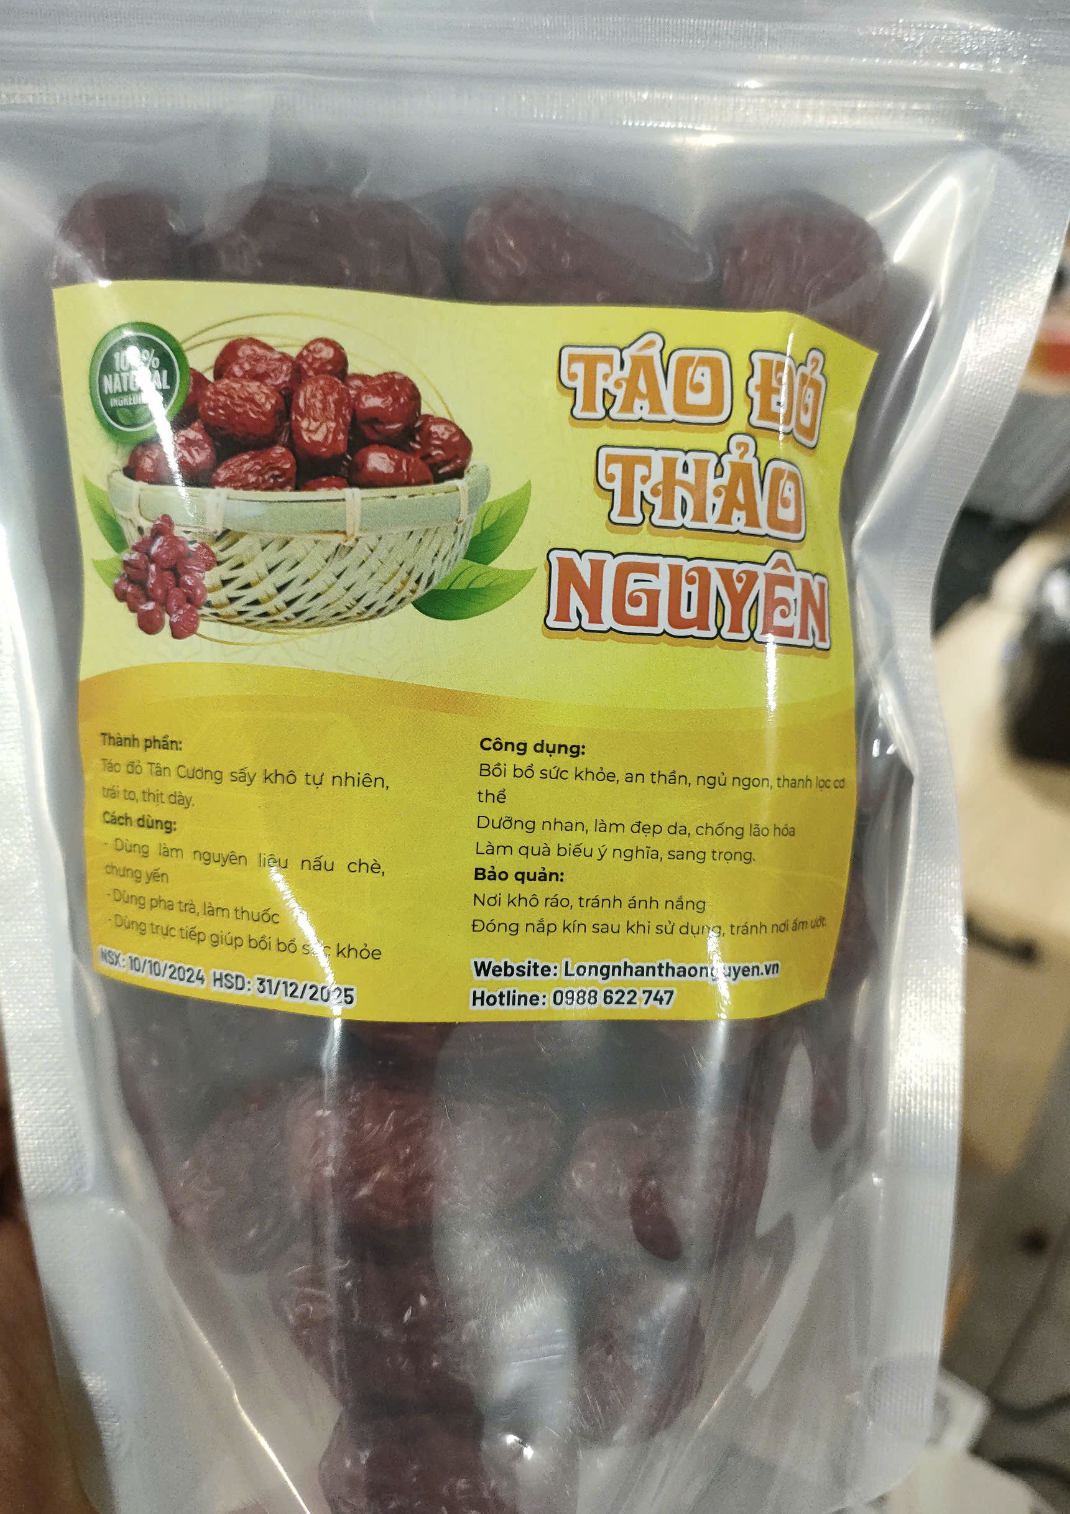 100%
NATURAL
TÁO ĐỎ
THẢO
NGUYÊN
Thành phần:
Táo đỏ Tân Cương sấy khô tự nhiên,
trái to, thịt dày.
Cách dùng:
- Dùng làm nguyên liệu nấu chè,
chưng yến
- Dùng pha trà, làm thuốc
- Dùng trực tiếp giúp bồi bổ sức khỏe
NSX: 10/10/2024 HSD: 31/12/2025
Công dụng:
Bồi bổ sức khỏe, an thần, ngủ ngon, thanh lọc cơ
thể
Dưỡng nhan, làm đẹp da, chống lão hóa
Làm quà biếu ý nghĩa, sang trọng.
Bảo quản:
Nơi khô ráo, tránh ánh nắng
Đóng nắp kín sau khi sử dụng, tránh nơi ẩm ướt.
Website: Longnhanthaonguyen.vn
Hotline: 0988 622 747